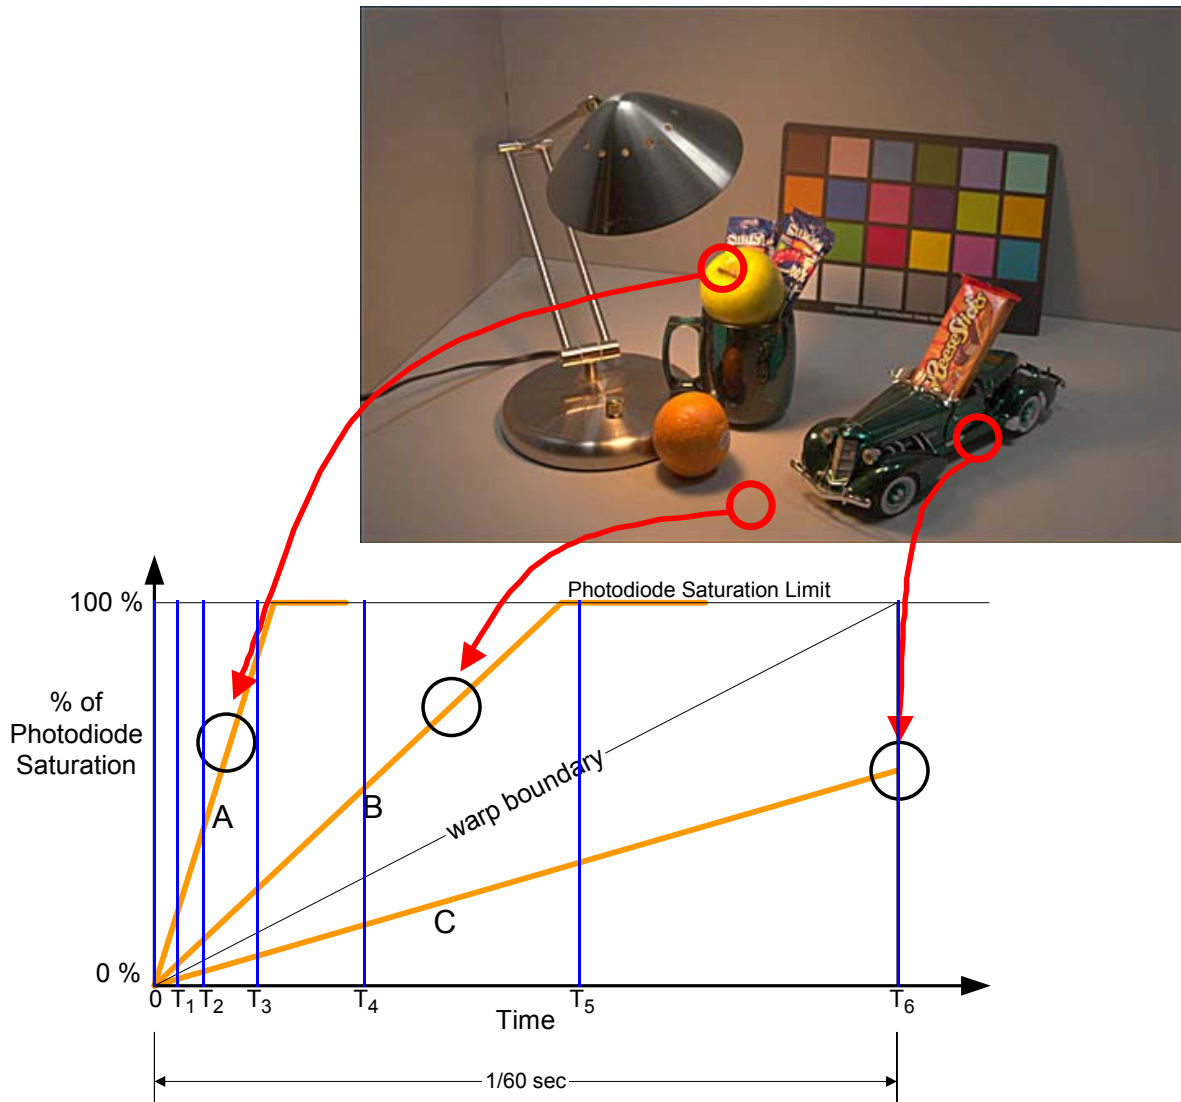 ReeseSticks
Photodiode Saturation Limit
100 %
% of
Photodiode
Saturation
warp boundary
A
B
C
0 %
0 T1 T2 T3 T4 T5 T6
Time
1/60 sec